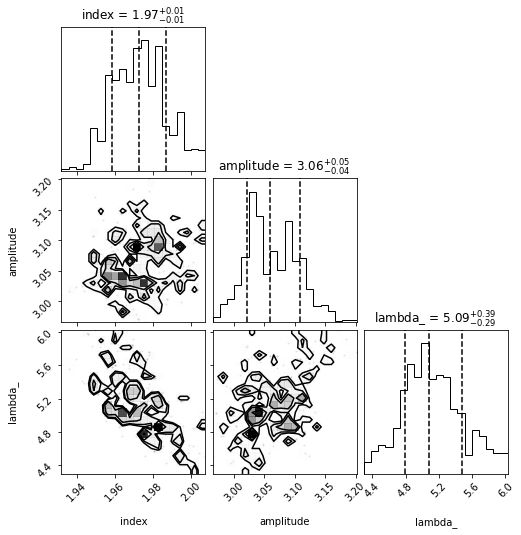 index = 1.97+0.01−0.01
amplitude = 3.06+0.05−0.04
3.20
3.15
3.10
3.05
3.00
amplitude
lambda_ = 5.09+0.39−0.29
6.0
5.6
5.2
4.8
4.4
lambda_
1.94 1.96 1.98 2.00 3.00 3.05 3.10 3.15 3.20 4.4 4.8 5.2 5.6 6.0
index amplitude lambda_